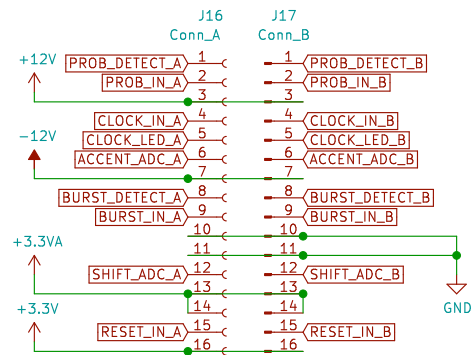 J16 J17
Conn_A Conn_B
+12V
PROB_DETECT_A 1 1 PROB_DETECT_B
PROB_IN_A 2 2 PROB_IN_B
3 3
CLOCK_IN_A 4 4 CLOCK_IN_B
-12V
CLOCK_LED_A 5 5 CLOCK_LED_B
ACCENT_ADC_A 6 6 ACCENT_ADC_B
7 7
BURST_DETECT_A 8 8 BURST_DETECT_B
BURST_IN_A 9 9 BURST_IN_B
+3.3VA
10 10
11 11
SHIFT_ADC_A 12 12 SHIFT_ADC_B
13 13
GND
+3.3V
14 14
RESET_IN_A 15 15 RESET_IN_B
16 16